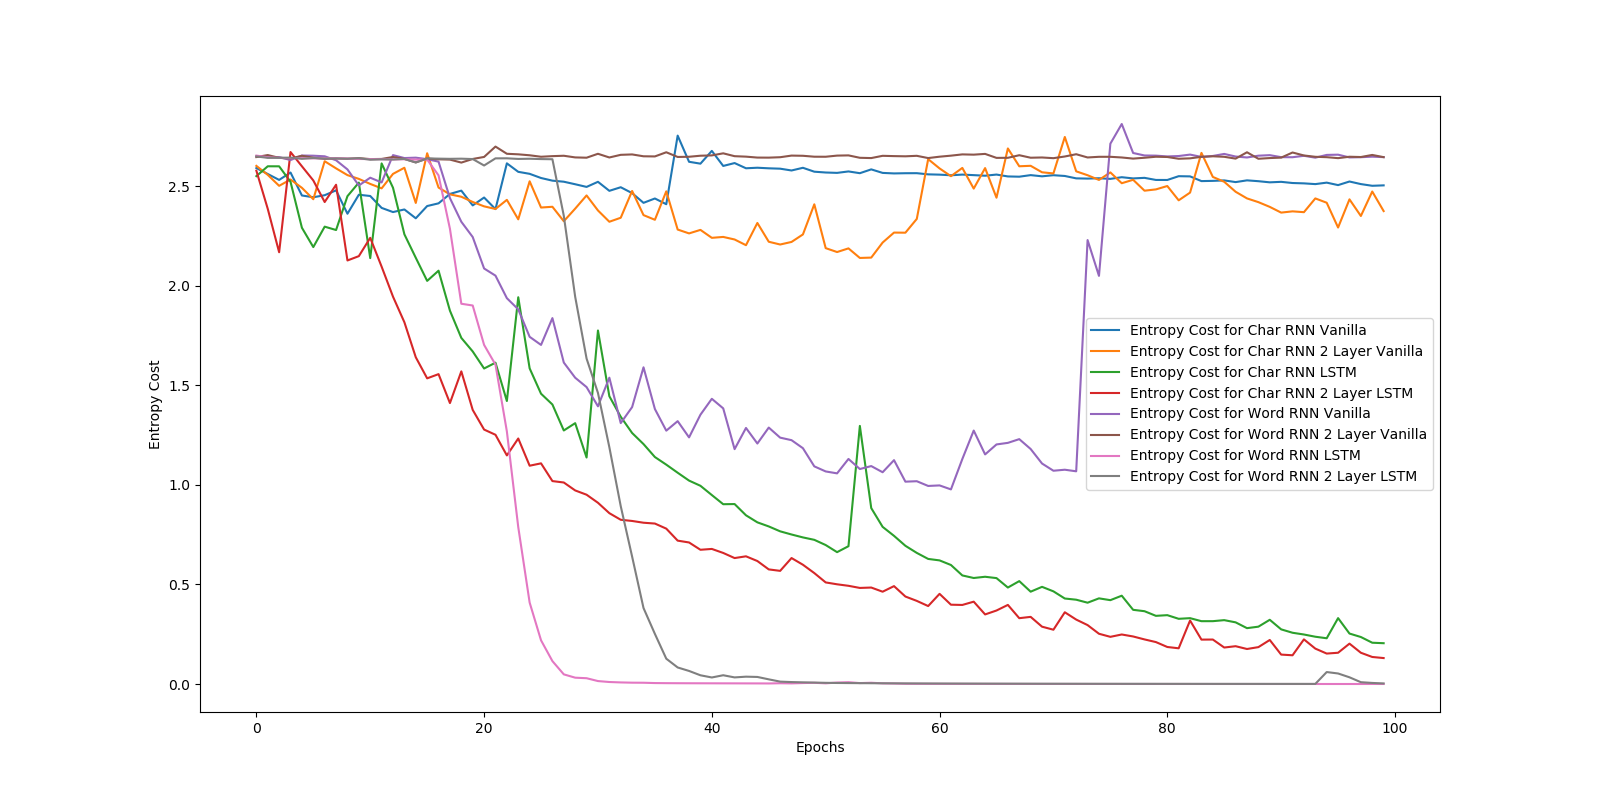 2.5
2.0
1.5
1.0
0.5
0.0
Entropy Cost
0 20 40 60 80 100
Epochs
Entropy Cost for Char RNN Vanilla
Entropy Cost for Char RNN 2 Layer Vanilla
Entropy Cost for Char RNN LSTM
Entropy Cost for Char RNN 2 Layer LSTM
Entropy Cost for Word RNN Vanilla
Entropy Cost for Word RNN 2 Layer Vanilla
Entropy Cost for Word RNN LSTM
Entropy Cost for Word RNN 2 Layer LSTM